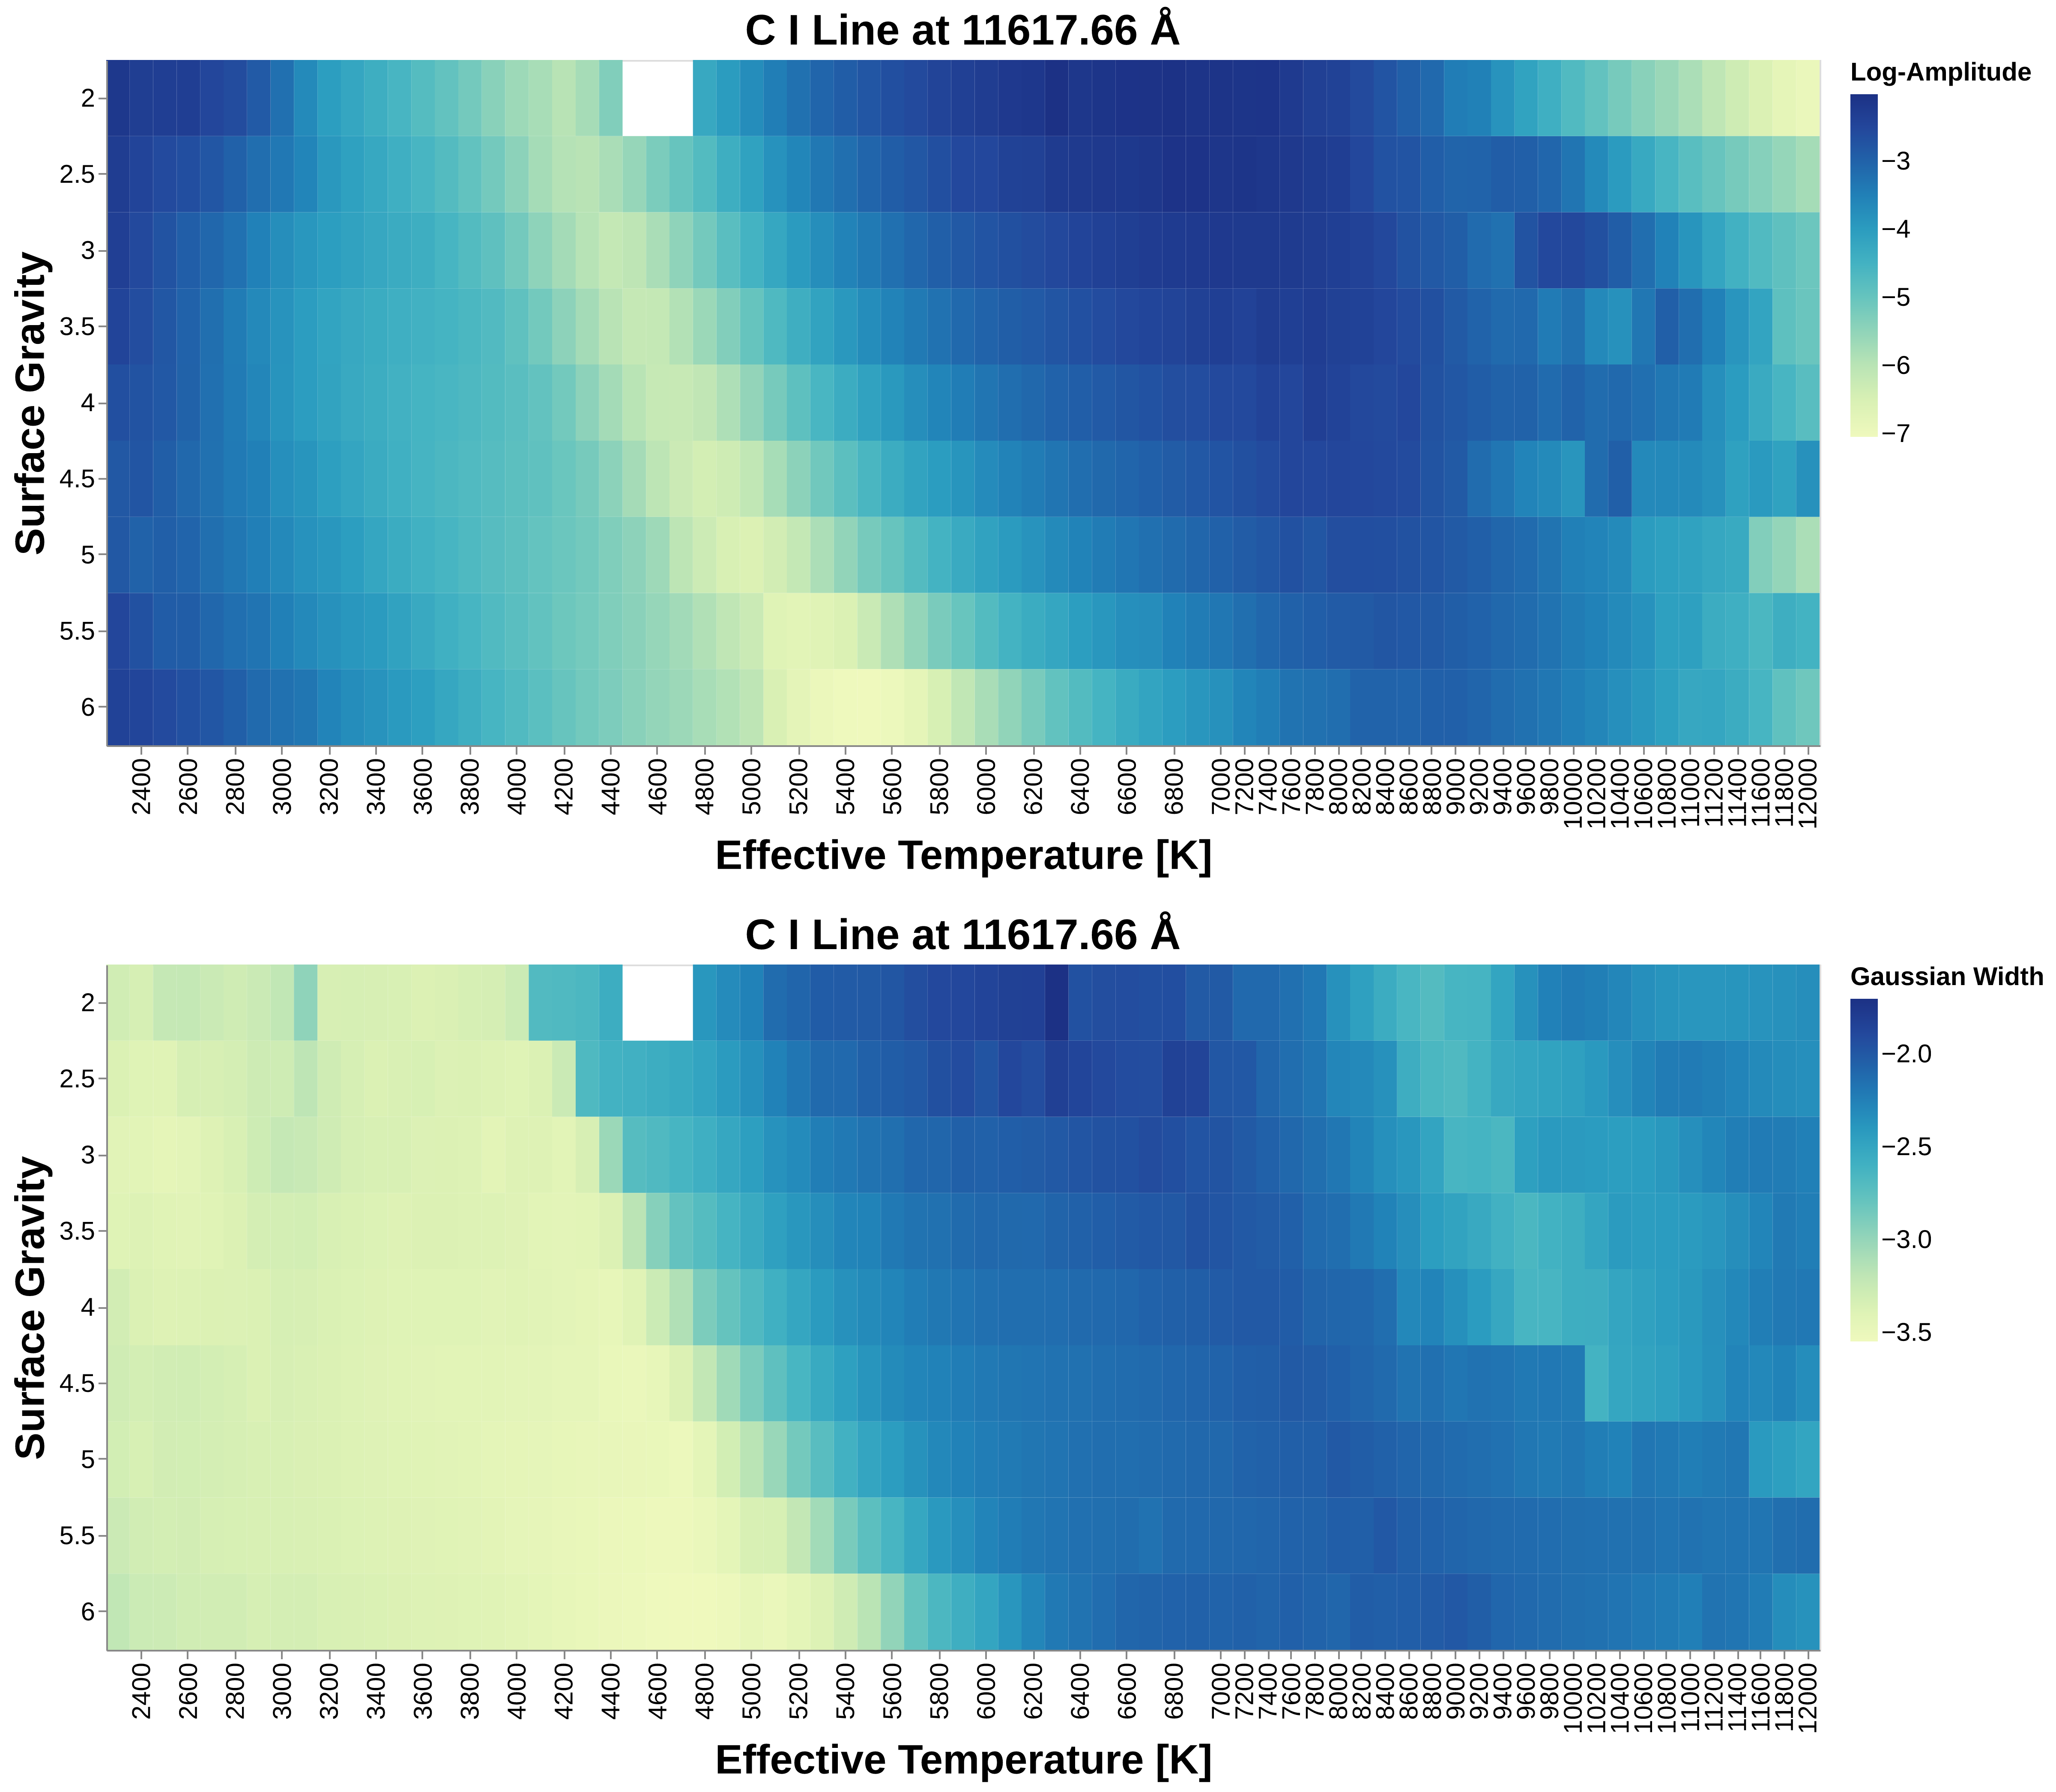 C I Line at 11617.66 Å
Log-Amplitude
−3
−4
−5
−6
−7
Surface Gravity
2
2.5
3
3.5
4
4.5
5
5.5
6
2400 2600 2800 3000 3200 3400 3600 3800 4000 4200 4400 4600 4800 5000 5200 5400 5600 5800 6000 6200 6400 6600 6800 7000 7200 7400 7600 7800 8000 8200 8400 8600 8800 9000 9200 9400 9600 9800 10000 10200 10400 10600 10800 11000 11200 11400 11600 11800 12000
Effective Temperature [K]
C I Line at 11617.66 Å
Gaussian Width
−2.0
−2.5
−3.0
−3.5
Surface Gravity
2
2.5
3
3.5
4
4.5
5
5.5
6
2400 2600 2800 3000 3200 3400 3600 3800 4000 4200 4400 4600 4800 5000 5200 5400 5600 5800 6000 6200 6400 6600 6800 7000 7200 7400 7600 7800 8000 8200 8400 8600 8800 9000 9200 9400 9600 9800 10000 10200 10400 10600 10800 11000 11200 11400 11600 11800 12000
Effective Temperature [K]